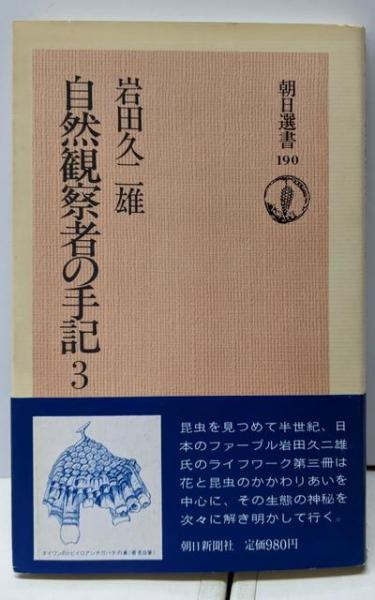 朝日選書
190
岩田久二雄
自然観察者の手記
3
昆虫を見つめて半世紀、日
本のファーブル岩田久二雄
氏のライフワーク第三冊は
花と昆虫のかかわりあいを
中心に、その生態の神秘を
次々に解き明かして行く。
朝日新聞社 定価980円